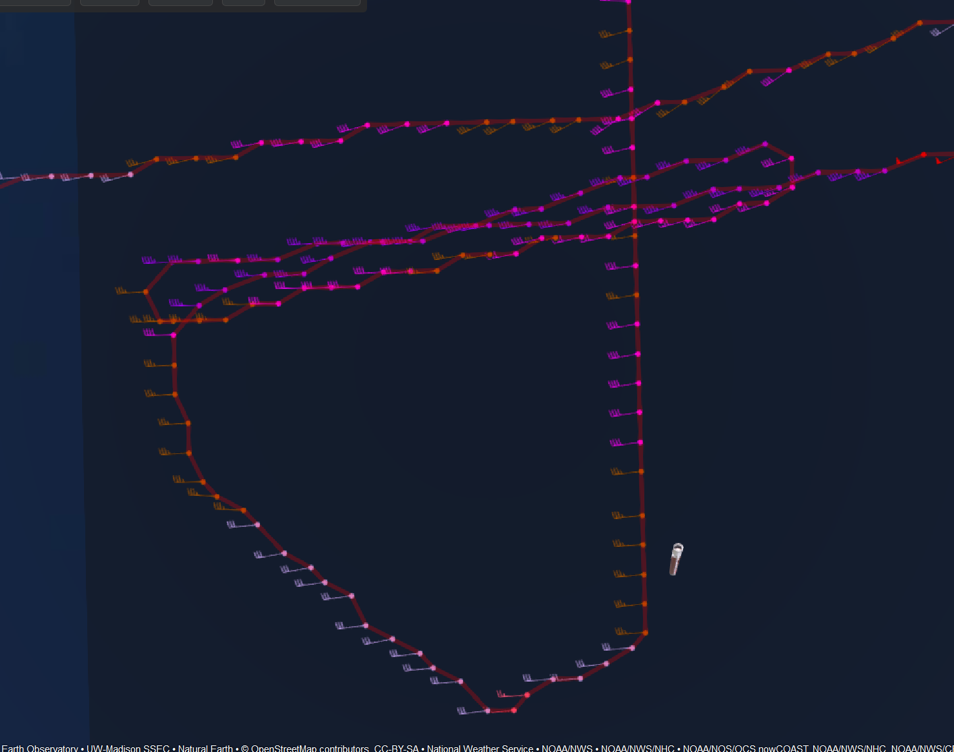 Earth Observatory • UW-Madison SSEC • Natural Earth • © OpenStreetMap contributors, CC-BY-SA • National Weather Service • NOAA/NWS • NOAA/NWS/NHC • NOAA/NOS/OCS nowCOAST, NOAA/NWS/NHC, NOAA/NWS/